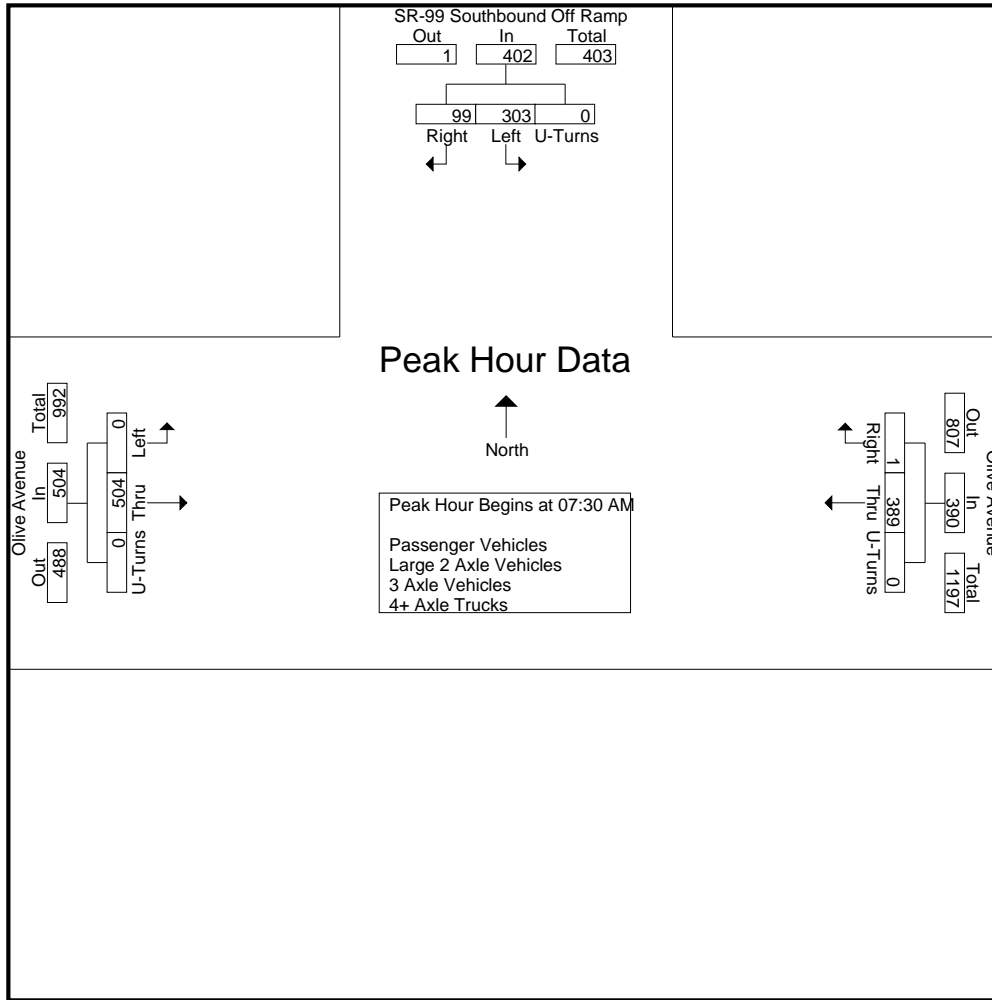 SR-99 Southbound Off Ramp
Out In Total
1 402 403
99 303 0
Right Left U-Turns
Peak Hour Data
North
Olive Avenue
Total In Out
992 504 488
0 504 0
Left Thru U-Turns
Peak Hour Begins at 07:30 AM
Passenger Vehicles
Large 2 Axle Vehicles
3 Axle Vehicles
4+ Axle Trucks
Olive Avenue
Out In Total
807 390 1197
1 389 0
Right Thru U-Turns